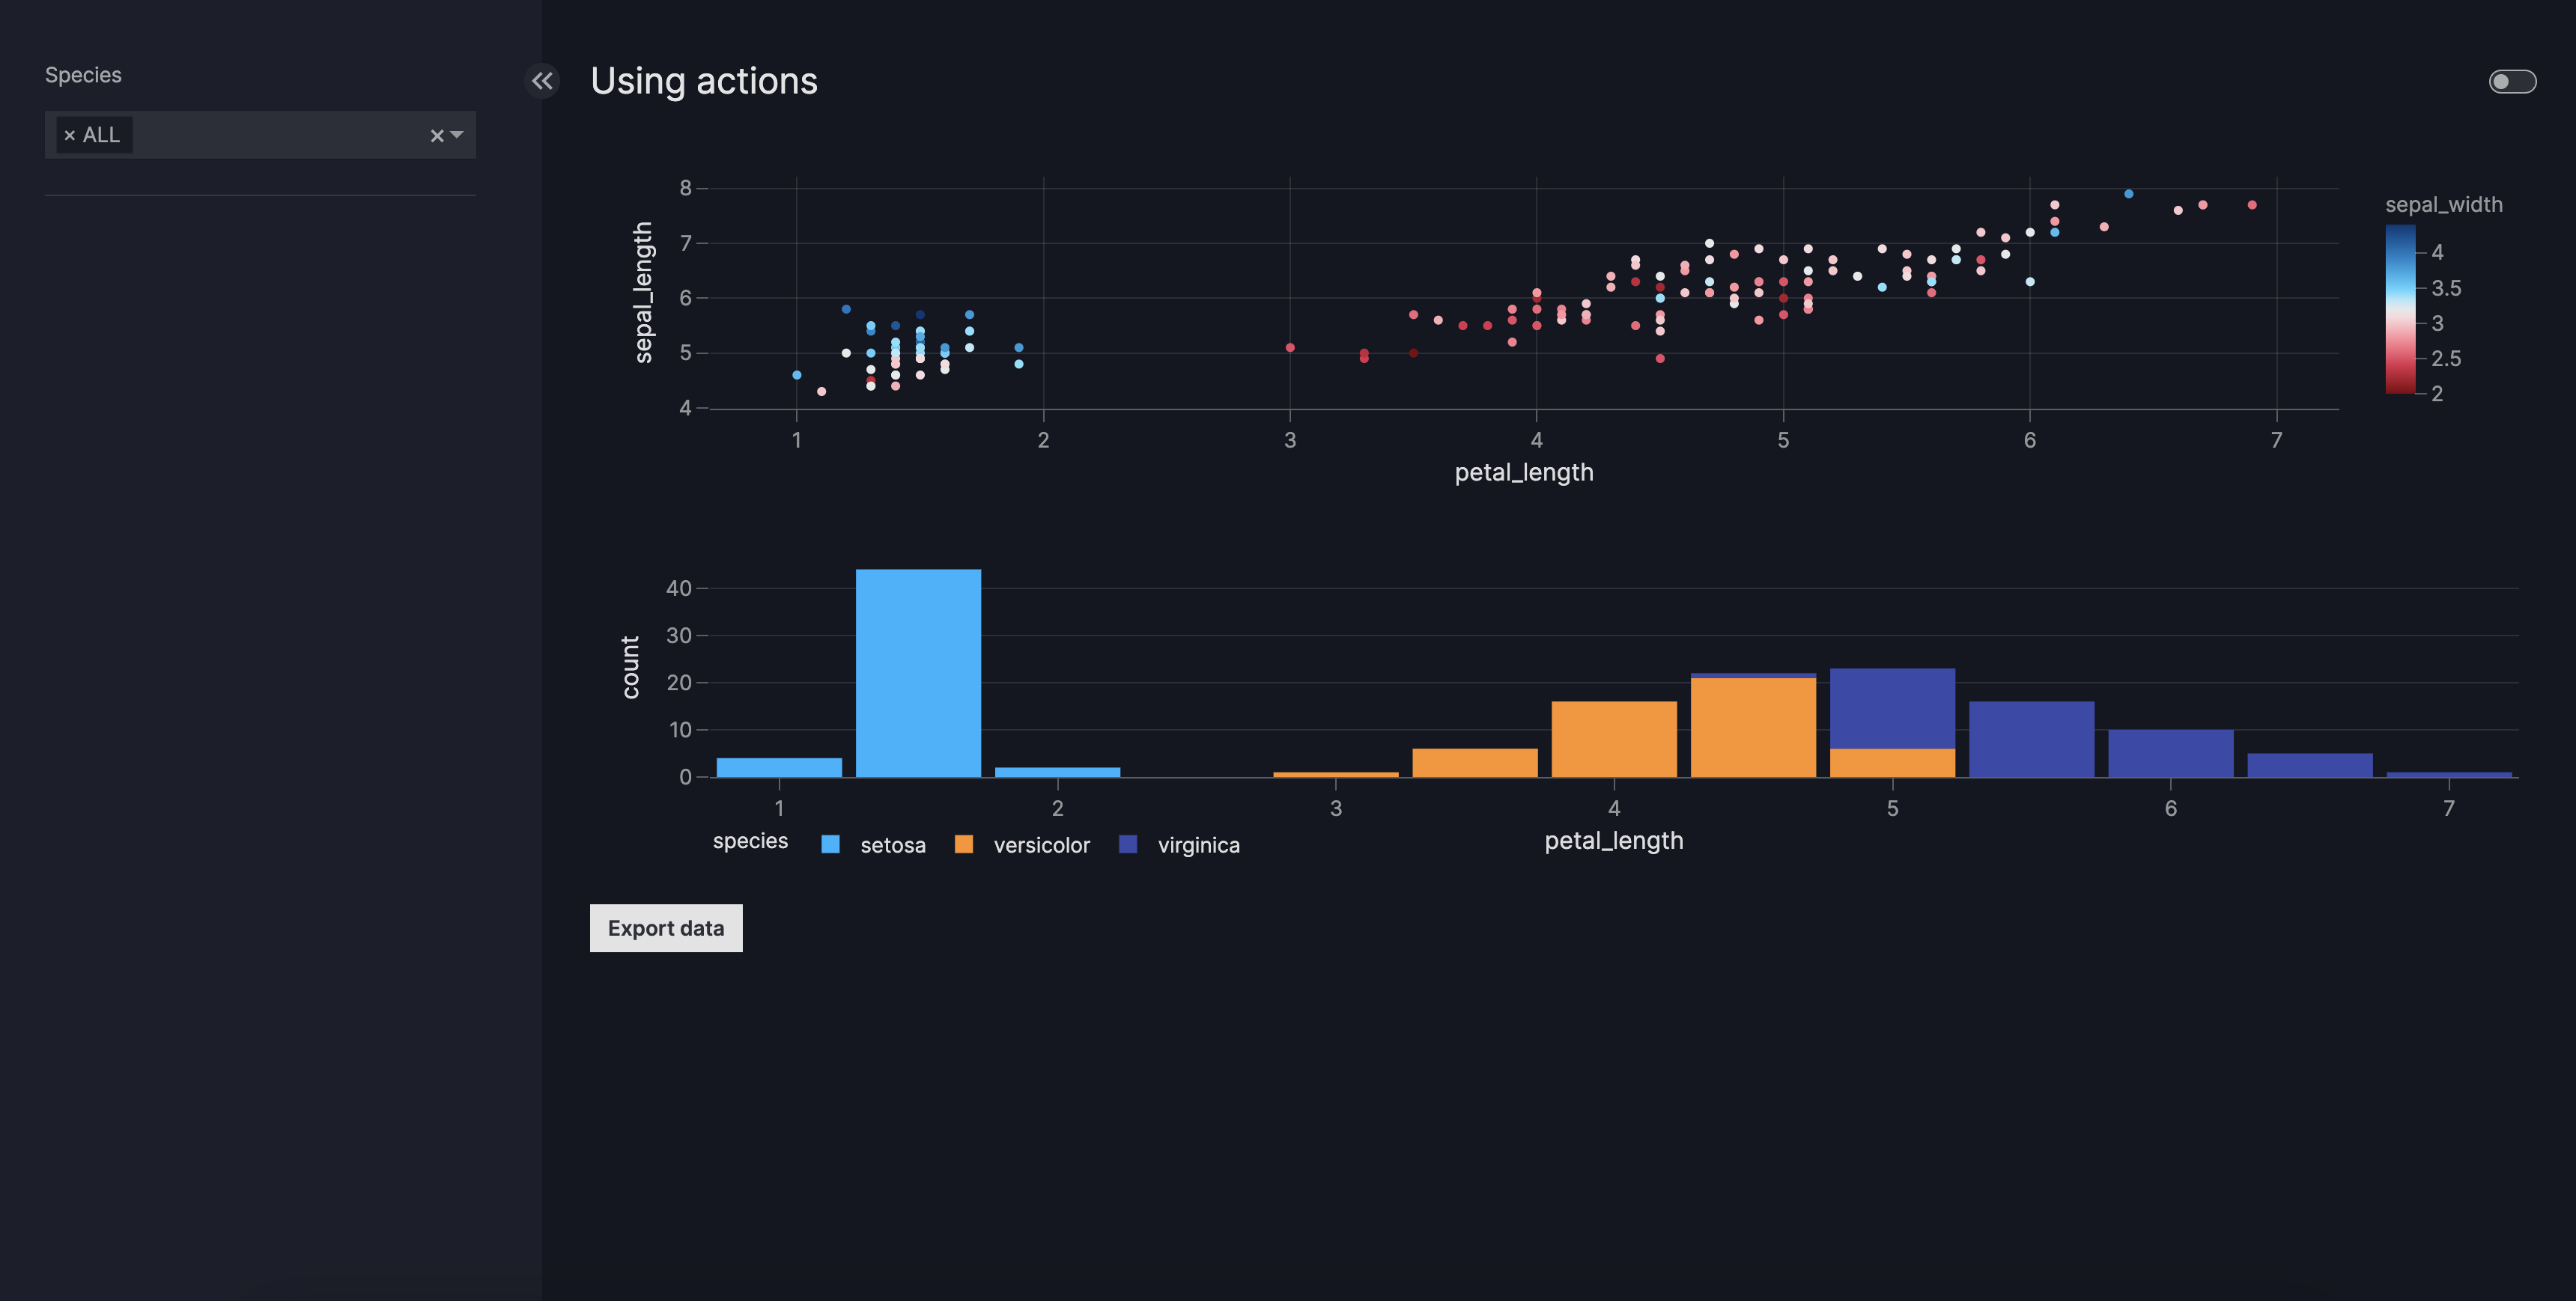 Species
× ALL
Using actions
sepal_length
8
7
6
5
4
1 2 3 4 5 6 7
petal_length
sepal_width
4
3.5
3
2.5
2
count
40
30
20
10
0
1 2 3 4 5 6 7
petal_length
species setosa versicolor virginica
Export data